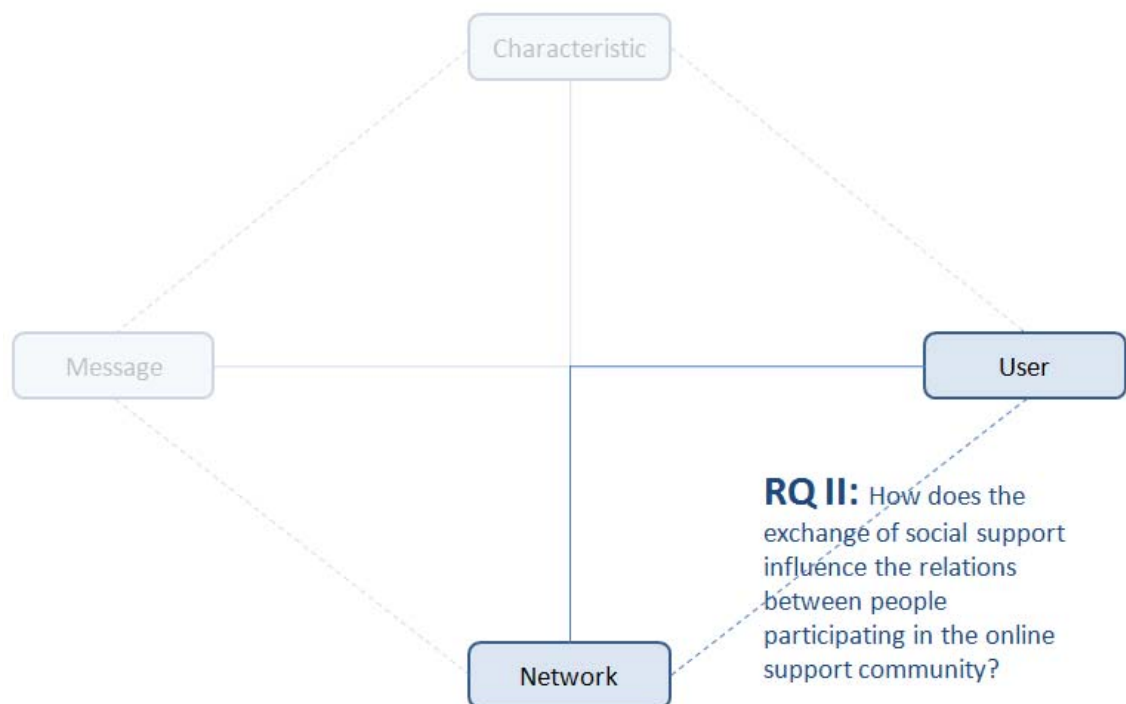 Characteristic
Message
User
RQ II: How does the
exchange of social support
influence the relations
between people
participating in the online
support community?
Network